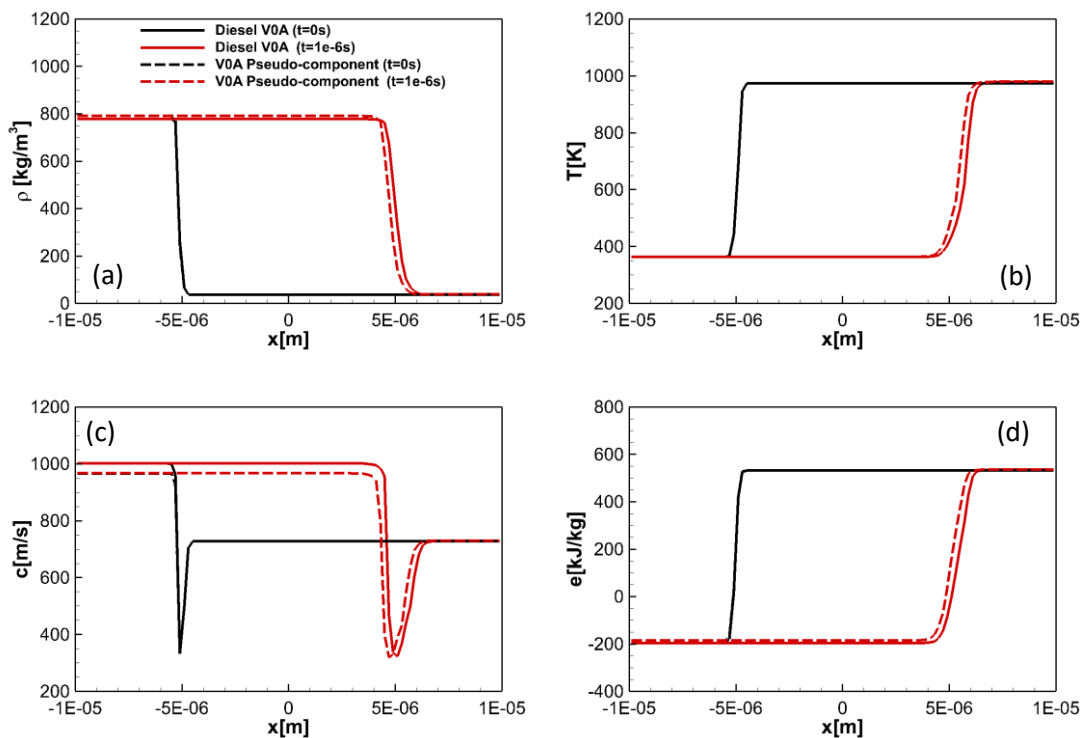 1200
1000
800
600
400
200
0
ρ [kg/m³]
Diesel V0A (t=0s)
Diesel V0A (t=1e-6s)
V0A Pseudo-component (t=0s)
V0A Pseudo-component (t=1e-6s)
(a)
-1E-05 -5E-06 0 5E-06 1E-05
x[m]
1200
1000
800
600
400
200
T[K]
(b)
-1E-05 -5E-06 0 5E-06 1E-05
x[m]
1200
1000
800
600
400
200
c[m/s]
(c)
-1E-05 -5E-06 0 5E-06 1E-05
x[m]
800
600
400
200
0
-200
-400
e[kJ/kg]
(d)
-1E-05 -5E-06 0 5E-06 1E-05
x[m]